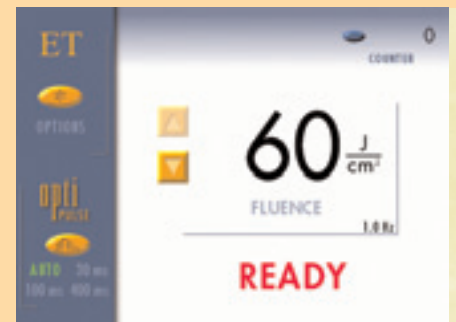 ET
0
COUNTER
OPTIONS
60 J/cm²
FLUENCE
1.0 Hz
opti
PULSE
AUTO 30 ms
100 ms 400 ms
READY